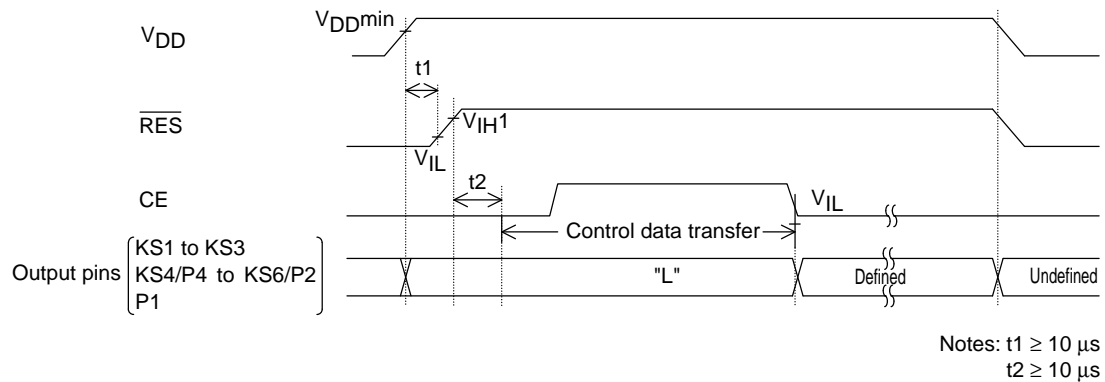 VDDmin
VDD
t1
RES
VIH1
VIL
t2
CE
VIL
Control data transfer
Output pins
KS1 to KS3
KS4/P4 to KS6/P2
P1
"L"
Defined
Undefined
Notes: t1 ≥ 10 μs
t2 ≥ 10 μs